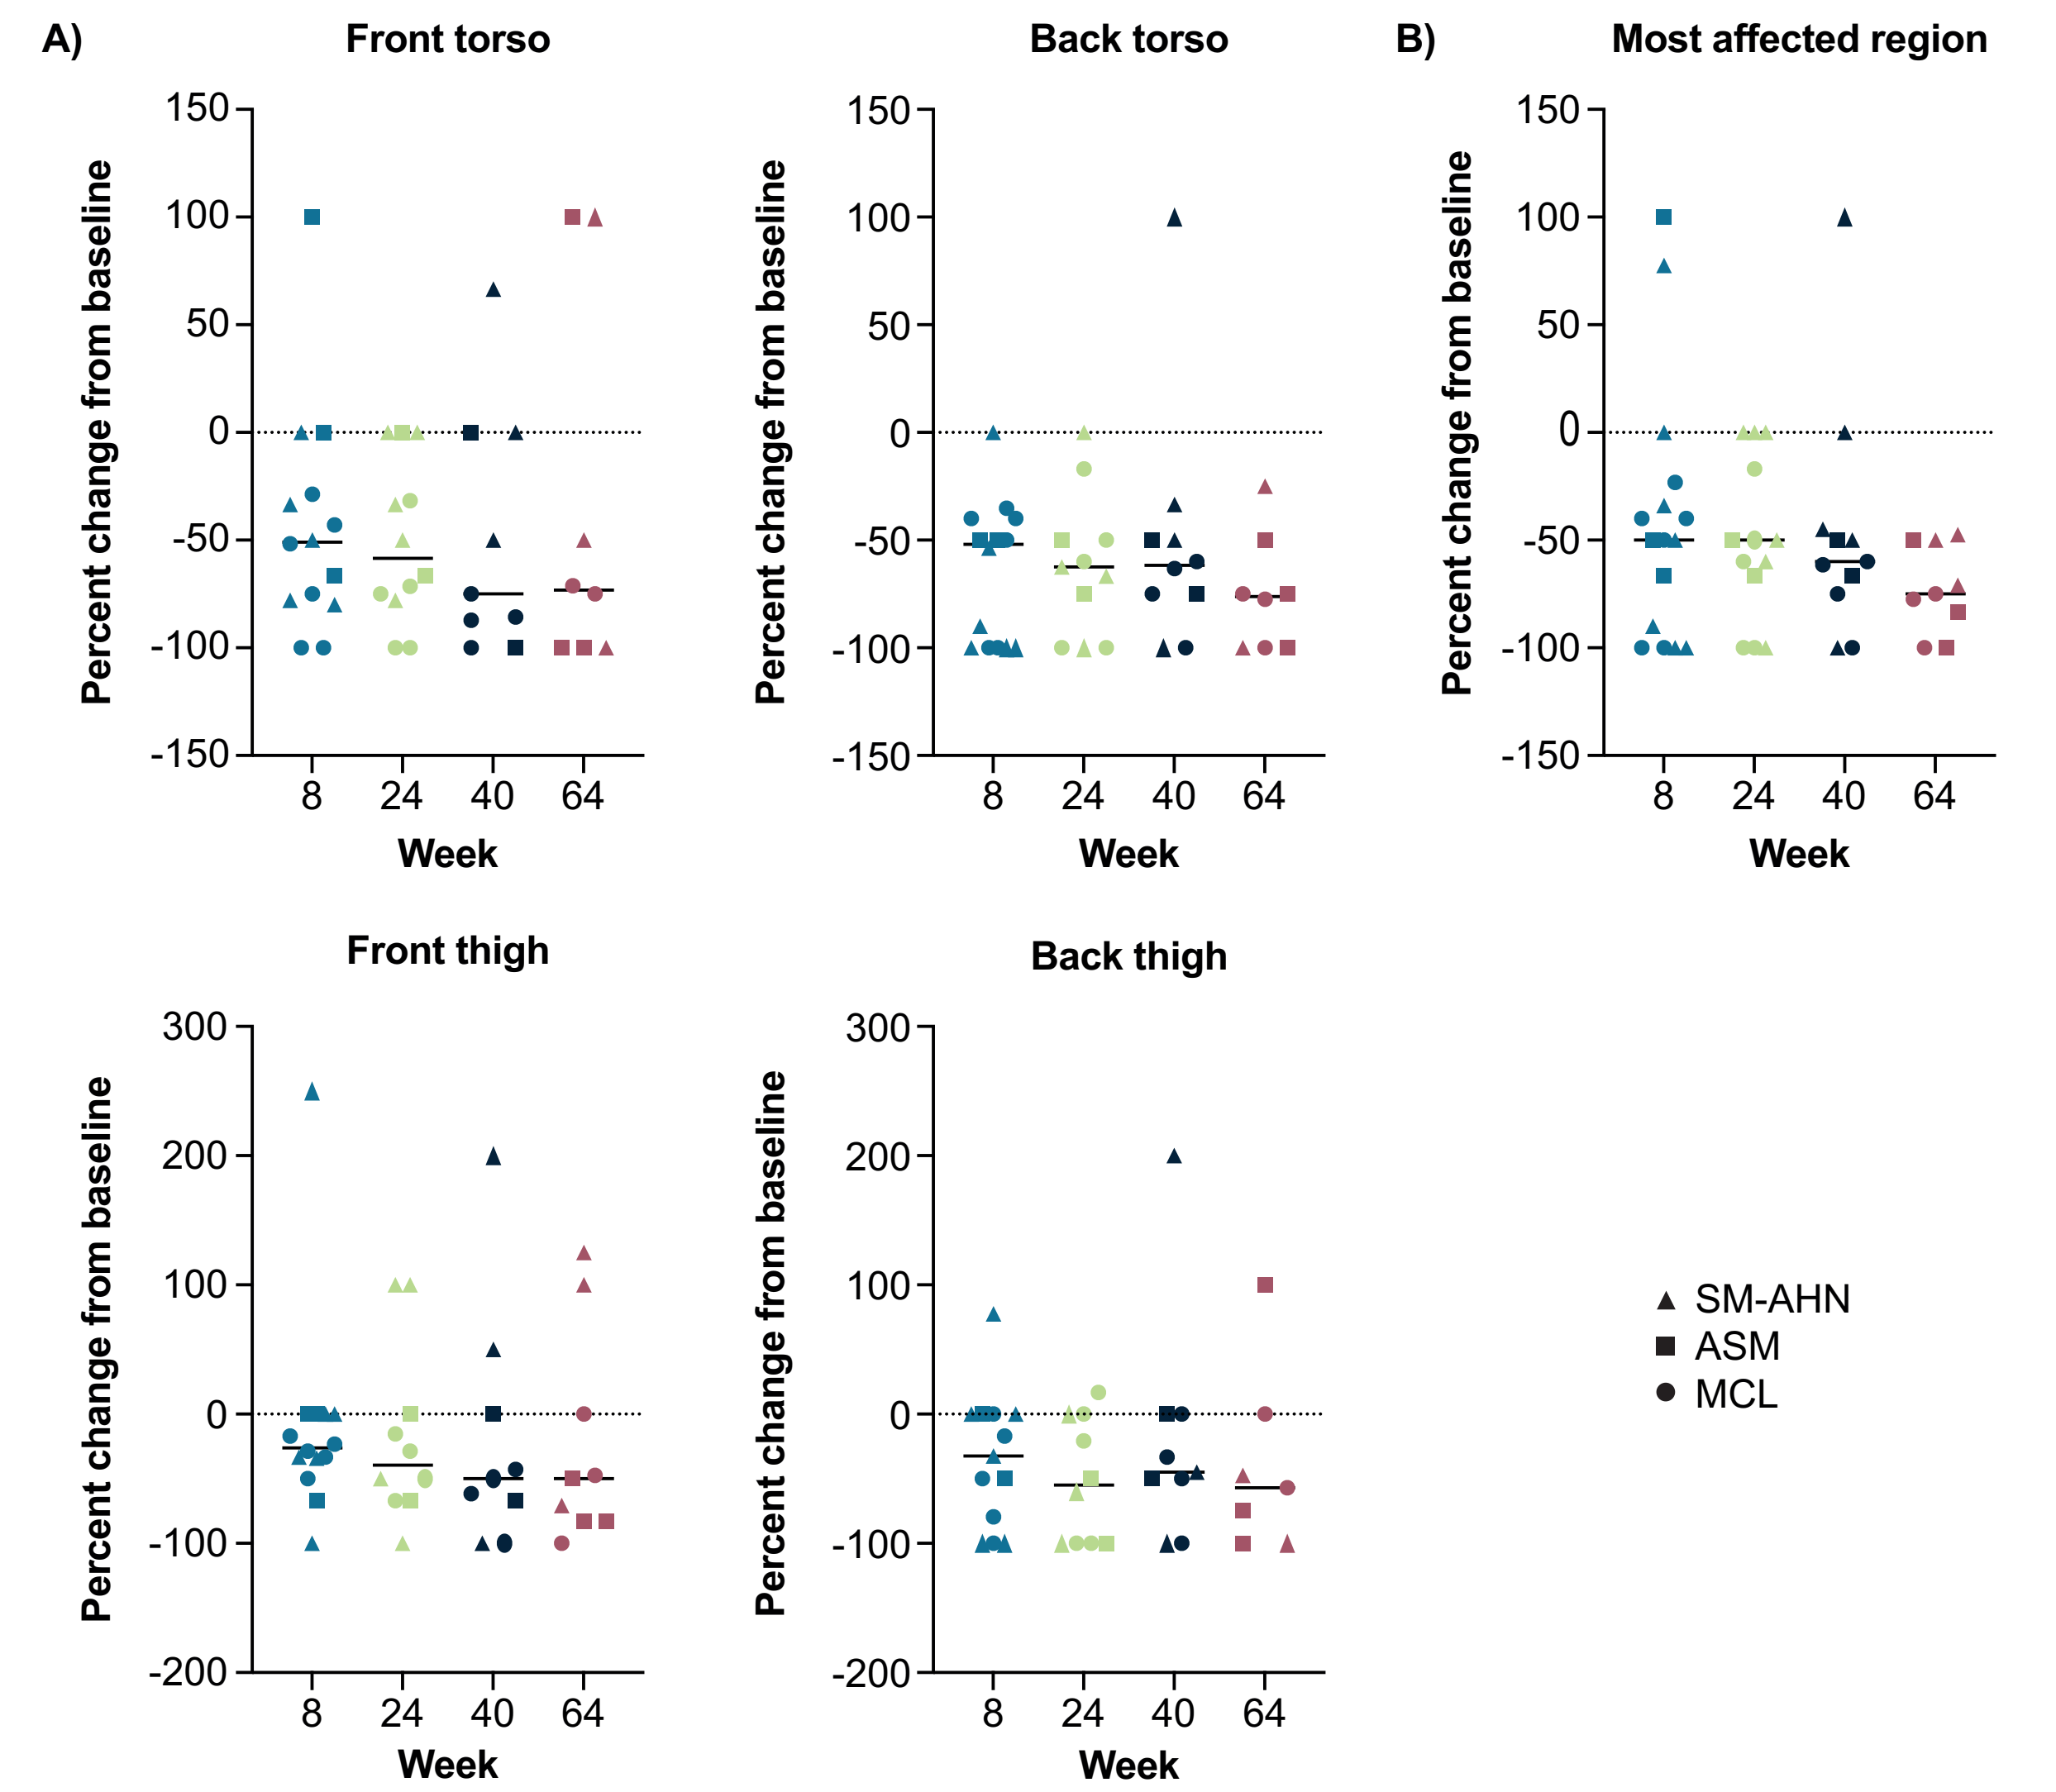 A)
Front torso
Percent change from baseline
150
100
50
0
-50
-100
-150
8 24 40 64
Week
Back torso
Percent change from baseline
150
100
50
0
-50
-100
-150
8 24 40 64
Week
B)
Most affected region
Percent change from baseline
150
100
50
0
-50
-100
-150
8 24 40 64
Week
Front thigh
Percent change from baseline
300
200
100
0
-100
-200
8 24 40 64
Week
Back thigh
Percent change from baseline
300
200
100
0
-100
-200
8 24 40 64
Week
SM-AHN
ASM
MCL